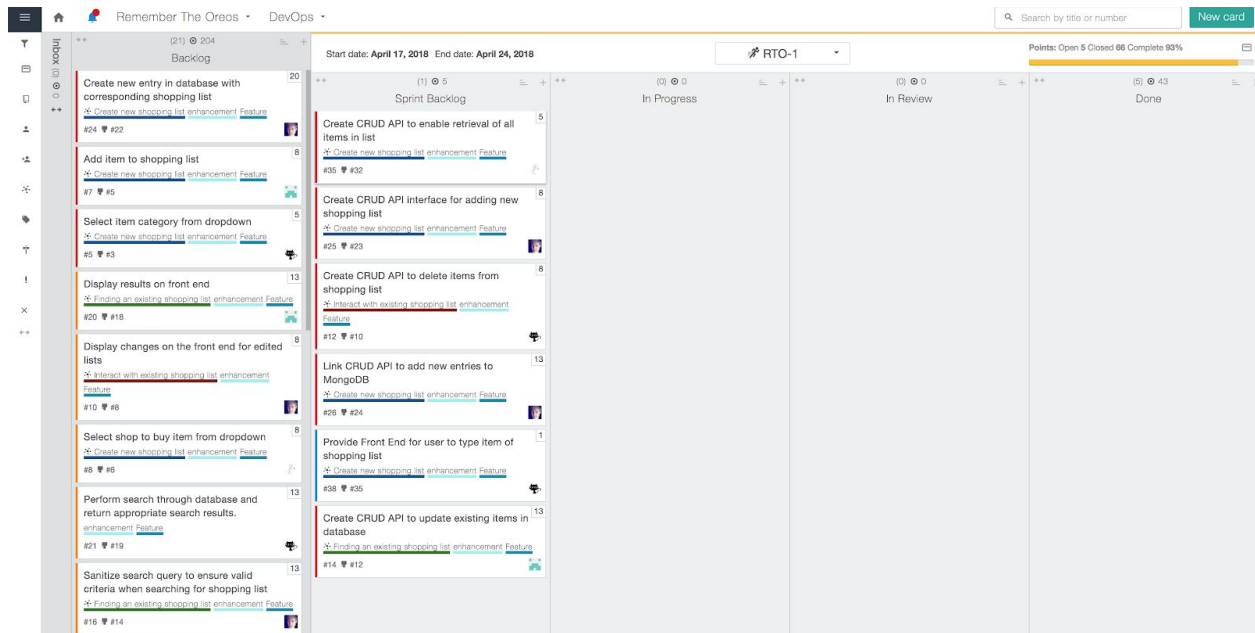 Remember The Oreos
DevOps
Search by title or number
New card
Inbox (0) 0
(21) 204
Backlog
Create new entry in database with
corresponding shopping list
20
Create new shopping list enhancement Feature
#24 #22
Add item to shopping list
8
Create new shopping list enhancement Feature
#7 #5
Select item category from dropdown
5
Create new shopping list enhancement Feature
#5 #3
Display results on front end
13
Finding an existing shopping list enhancement Feature
#20 #18
Display changes on the front end for edited
lists
8
Interact with existing shopping list enhancement
Feature
#10 #8
Select shop to buy item from dropdown
8
Create new shopping list enhancement Feature
#8 #6
Perform search through database and
return appropriate search results.
13
enhancement Feature
#21 #19
Sanitize search query to ensure valid
criteria when searching for shopping list
13
Finding an existing shopping list enhancement Feature
#16 #14
Start date: April 17, 2018 End date: April 24, 2018
RTO-1
Points: Open 5 Closed 66 Complete 93%
(1) 5
Sprint Backlog
Create CRUD API to enable retrieval of all
items in list
5
Create new shopping list enhancement Feature
#35 #32
Create CRUD API interface for adding new
shopping list
8
Create new shopping list enhancement Feature
#25 #23
Create CRUD API to delete items from
shopping list
8
Interact with existing shopping list enhancement
Feature
#12 #10
Link CRUD API to add new entries to
MongoDB
13
Create new shopping list enhancement Feature
#26 #24
Provide Front End for user to type item of
shopping list
1
Create new shopping list enhancement Feature
#38 #35
Create CRUD API to update existing items in
database
13
Finding an existing shopping list enhancement Feature
#14 #12
(0) 0
In Progress
(0) 0
In Review
(5) 43
Done